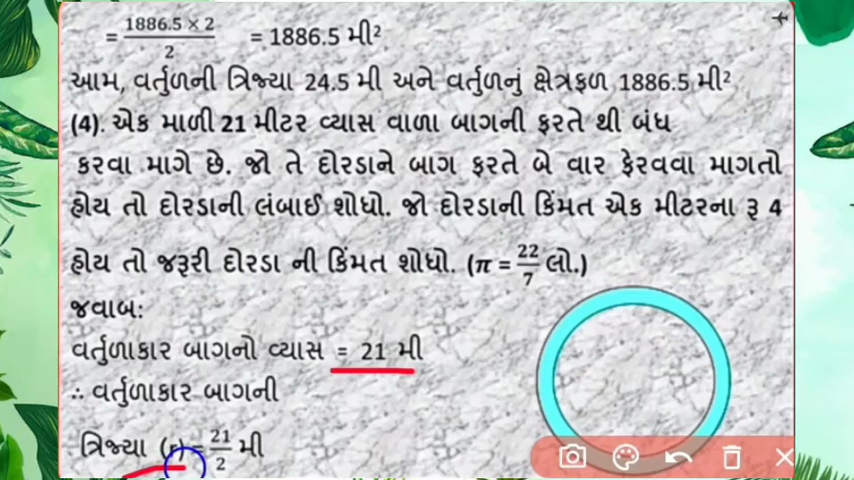 = 1886.5 × 2 / 2 = 1886.5 મી²
આમ, વર્તુળની ત્રિજ્યા 24.5 મી અને વર્તુળનું ક્ષેત્રફળ 1886.5 મી²
(4). એક માળી 21 મીટર વ્યાસ વાળા બાગની ફરતે થી બંધ
કરવા માગે છે. જો તે દોરડાને બાગ ફરતે બે વાર ફેરવવા માગતો
હોય તો દોરડાની લંબાઈ શોધો. જો દોરડાની કિંમત એક મીટરના રૂ 4
હોય તો જરૂરી દોરડા ની કિંમત શોધો. (π = 22/7 લો.)
જવાબ:
વર્તુળાકાર બાગનો વ્યાસ = 21 મી
∴ વર્તુળાકાર બાગની
ત્રિજ્યા (r) = 21/2 મી